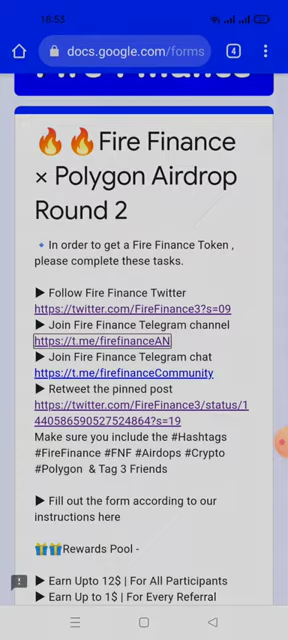 18:53
docs.google.com/forms
4
Fire Finance
🔥🔥Fire Finance
× Polygon Airdrop
Round 2
🔹In order to get a Fire Finance Token ,
please complete these tasks.
▶ Follow Fire Finance Twitter
https://twitter.com/FireFinance3?s=09
▶ Join Fire Finance Telegram channel
https://t.me/firefinanceAN
▶ Join Fire Finance Telegram chat
https://t.me/firefinanceCommunity
▶ Retweet the pinned post
https://twitter.com/FireFinance3/status/1
440586590527524864?s=19
Make sure you include the #Hashtags
#FireFinance #FNF #Airdops #Crypto
#Polygon & Tag 3 Friends
▶ Fill out the form according to our
instructions here
🎁🎁Rewards Pool -
▶ Earn Upto 12$ | For All Participants
▶ Earn Up to 1$ | For Every Referral